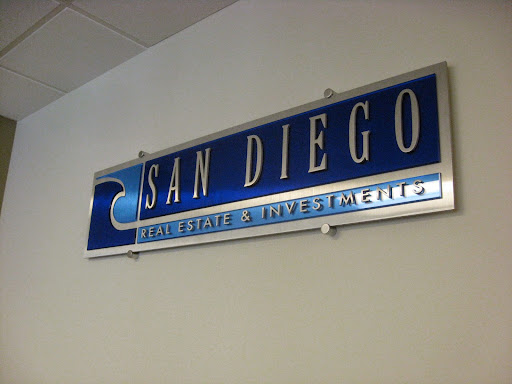 SAN DIEGO
REAL ESTATE & INVESTMENTS